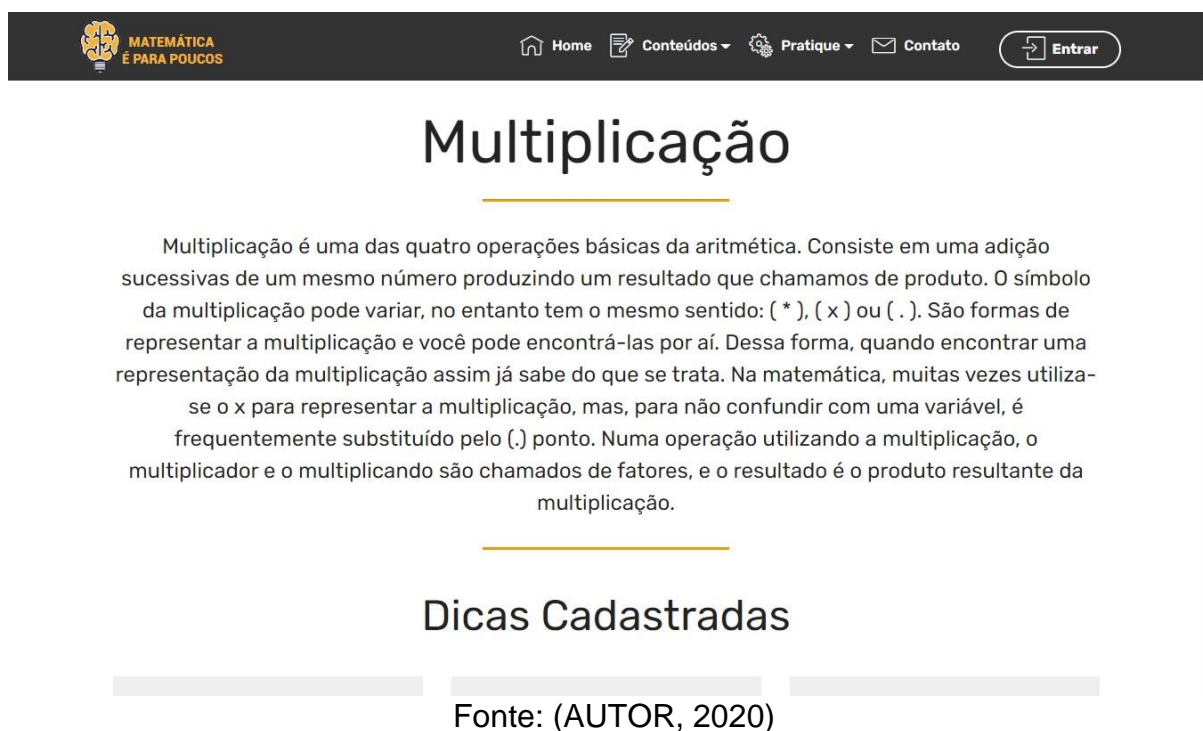 MATEMÁTICA
É PARA POUCOS
Home Conteúdos Pratique Contato Entrar
Multiplicação
Multiplicação é uma das quatro operações básicas da aritmética. Consiste em uma adição
sucessivas de um mesmo número produzindo um resultado que chamamos de produto. O símbolo
da multiplicação pode variar, no entanto tem o mesmo sentido: ( * ), ( x ) ou ( . ). São formas de
representar a multiplicação e você pode encontrá-las por aí. Dessa forma, quando encontrar uma
representação da multiplicação assim já sabe do que se trata. Na matemática, muitas vezes utiliza-
se o x para representar a multiplicação, mas, para não confundir com uma variável, é
frequentemente substituído pelo (.) ponto. Numa operação utilizando a multiplicação, o
multiplicador e o multiplicando são chamados de fatores, e o resultado é o produto resultante da
multiplicação.
Dicas Cadastradas
Fonte: (AUTOR, 2020)